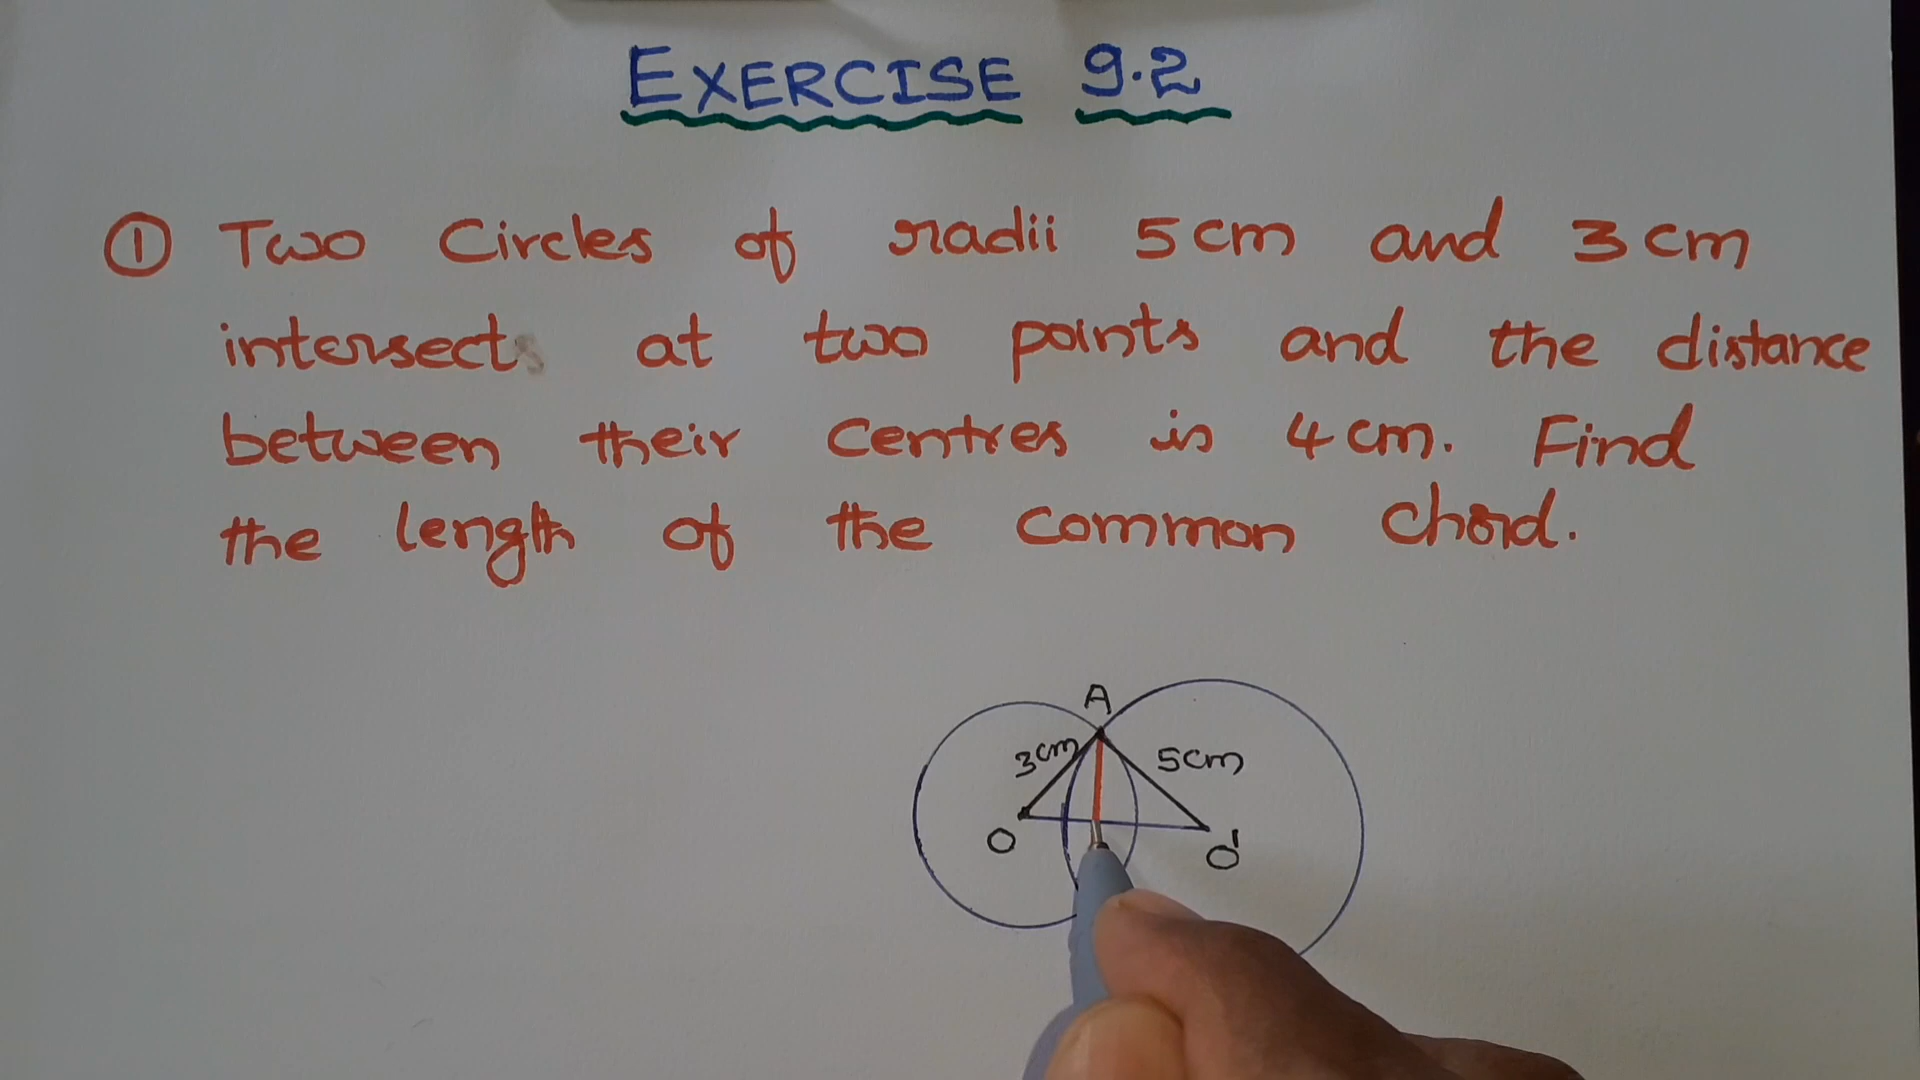 EXERCISE 9.2
① Two Circles of radii 5cm and 3cm
intersect at two points and the distance
between their centres is 4cm. Find
the length of the common chord.
A
3cm 5cm
O O'